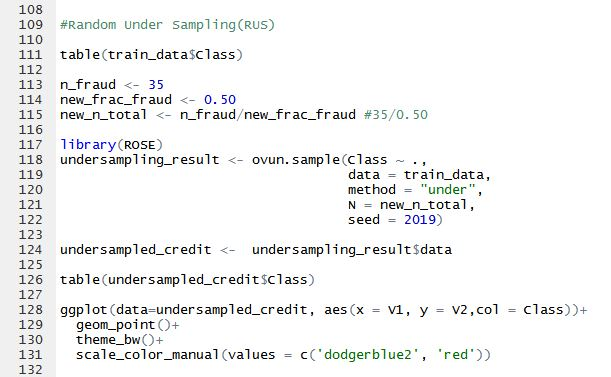 108
109 #Random Under Sampling(RUS)
110
111 table(train_data$Class)
112
113 n_fraud <- 35
114 new_frac_fraud <- 0.50
115 new_n_total <- n_fraud/new_frac_fraud #35/0.50
116
117 library(ROSE)
118 undersampling_result <- ovun.sample(Class ~ .,
119                                     data = train_data,
120                                     method = "under",
121                                     N = new_n_total,
122                                     seed = 2019)
123
124 undersampled_credit <-  undersampling_result$data
125
126 table(undersampled_credit$Class)
127
128 ggplot(data=undersampled_credit, aes(x = V1, y = V2,col = Class))+
129   geom_point()+
130   theme_bw()+
131   scale_color_manual(values = c('dodgerblue2', 'red'))
132